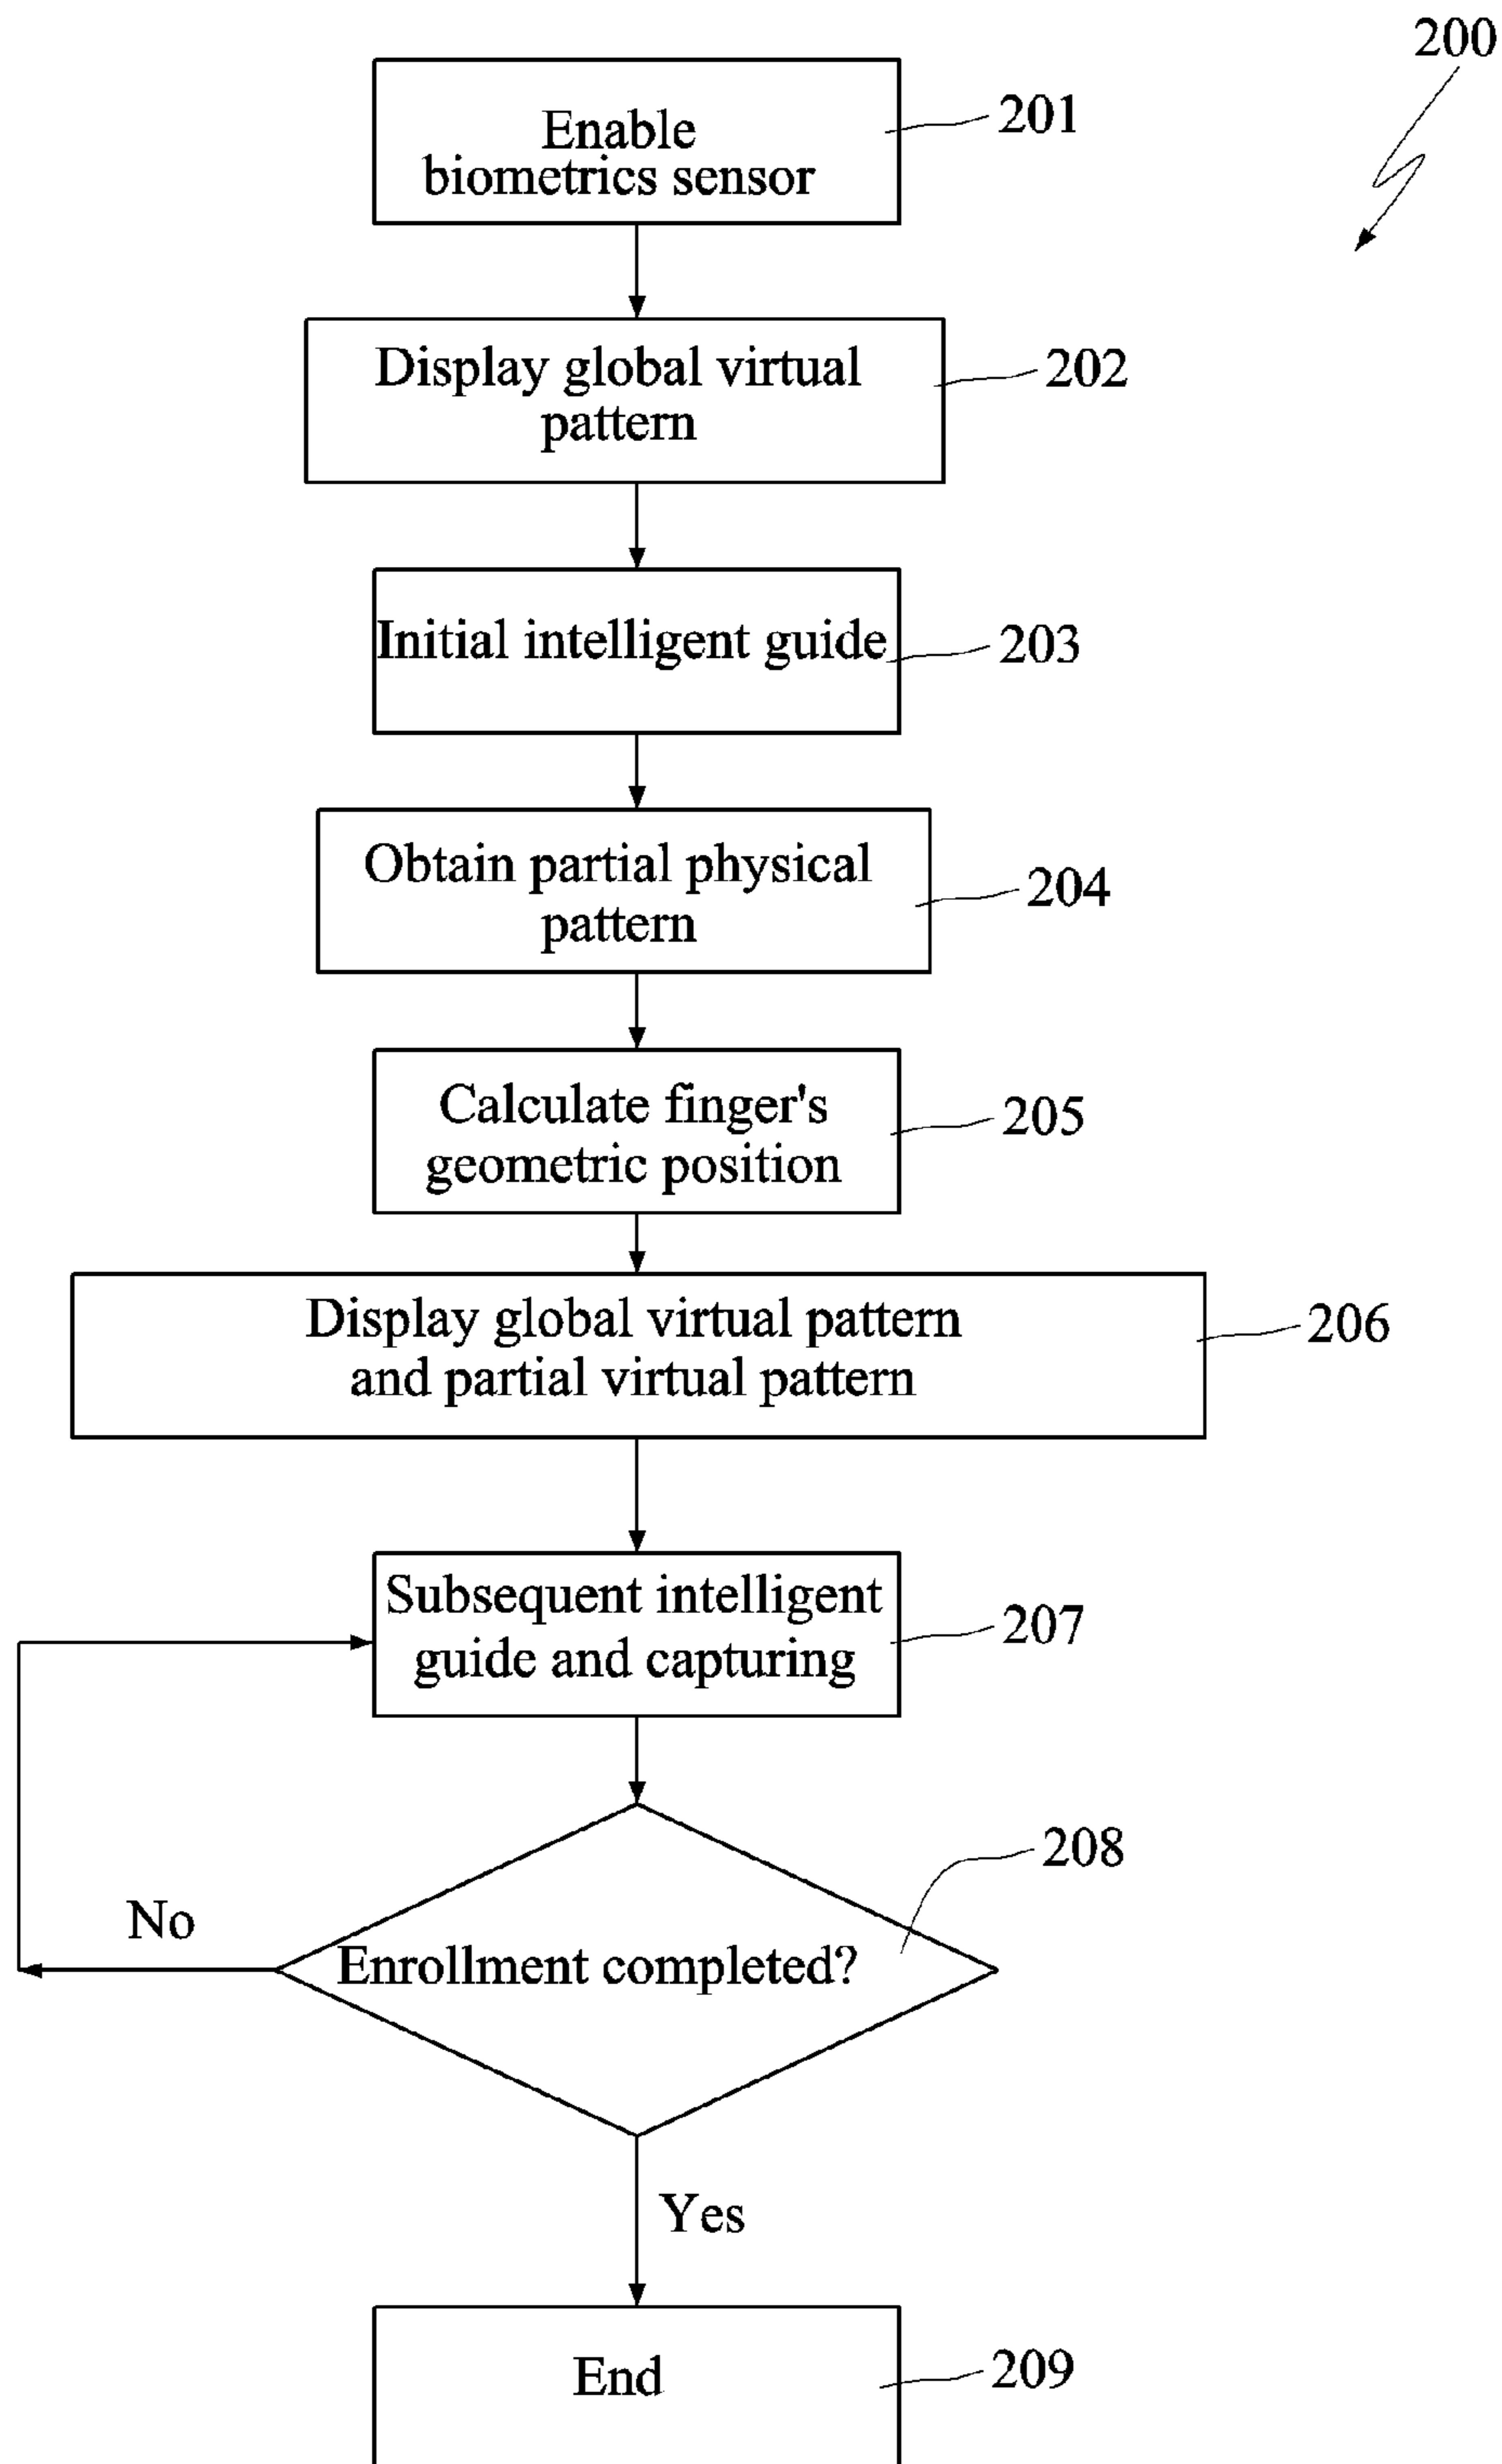 200
Enable
biometrics sensor
201
Display global virtual
pattern
202
Initial intelligent guide
203
Obtain partial physical
pattern
204
Calculate finger's
geometric position
205
Display global virtual pattern
and partial virtual pattern
206
Subsequent intelligent
guide and capturing
207
208
No
Enrollment completed?
Yes
End
209